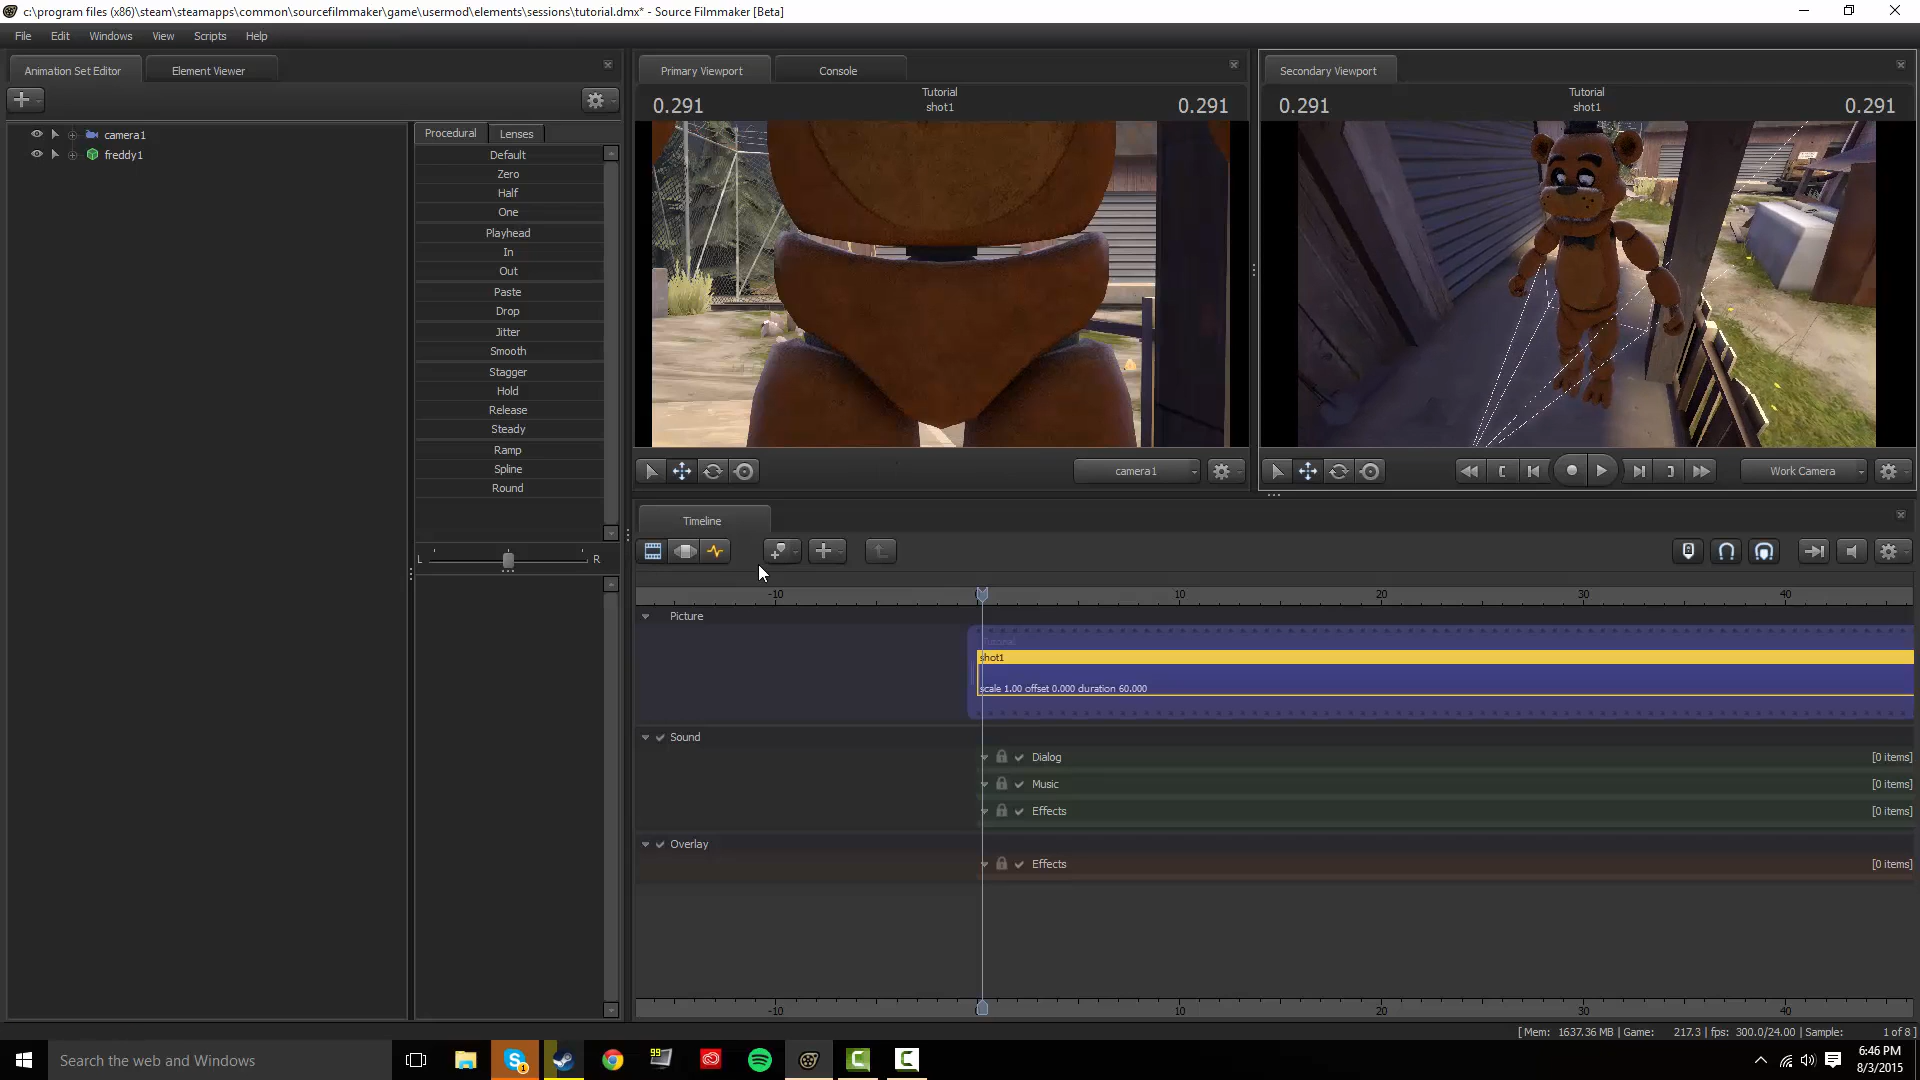 c:\program files (x86)\steam\steamapps\common\sourcefilmmaker\game\usermod\elements\sessions\tutorial.dmx* - Source Filmmaker [Beta]
File Edit Windows View Scripts Help
Animation Set Editor Element Viewer
camera1
freddy1
Procedural Lenses
Default
Zero
Half
One
Playhead
In
Out
Paste
Drop
Jitter
Smooth
Stagger
Hold
Release
Steady
Ramp
Spline
Round
L R
Primary Viewport Console
0.291 Tutorial 0.291
shot1
camera1
Secondary Viewport
0.291 Tutorial 0.291
shot1
Work Camera
Timeline
-10 10 20 30 40
Picture
Tutorial
shot1
scale 1.00 offset 0.000 duration 60.000
Sound
Dialog [0 items]
Music [0 items]
Effects [0 items]
Overlay
Effects [0 items]
-10 10 20 30 40
[ Mem: 1637.36 MB | Game: 217.3 | fps: 300.0/24.00 | Sample: 1 of 8 ]
Search the web and Windows
1
99
6:46 PM
8/3/2015